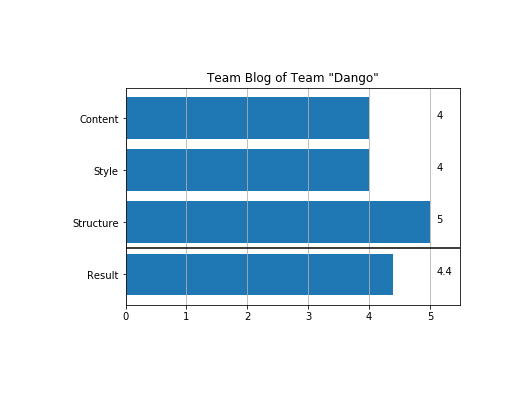 Team Blog of Team "Dango"
Content 4
Style 4
Structure 5
Result 4.4
0 1 2 3 4 5